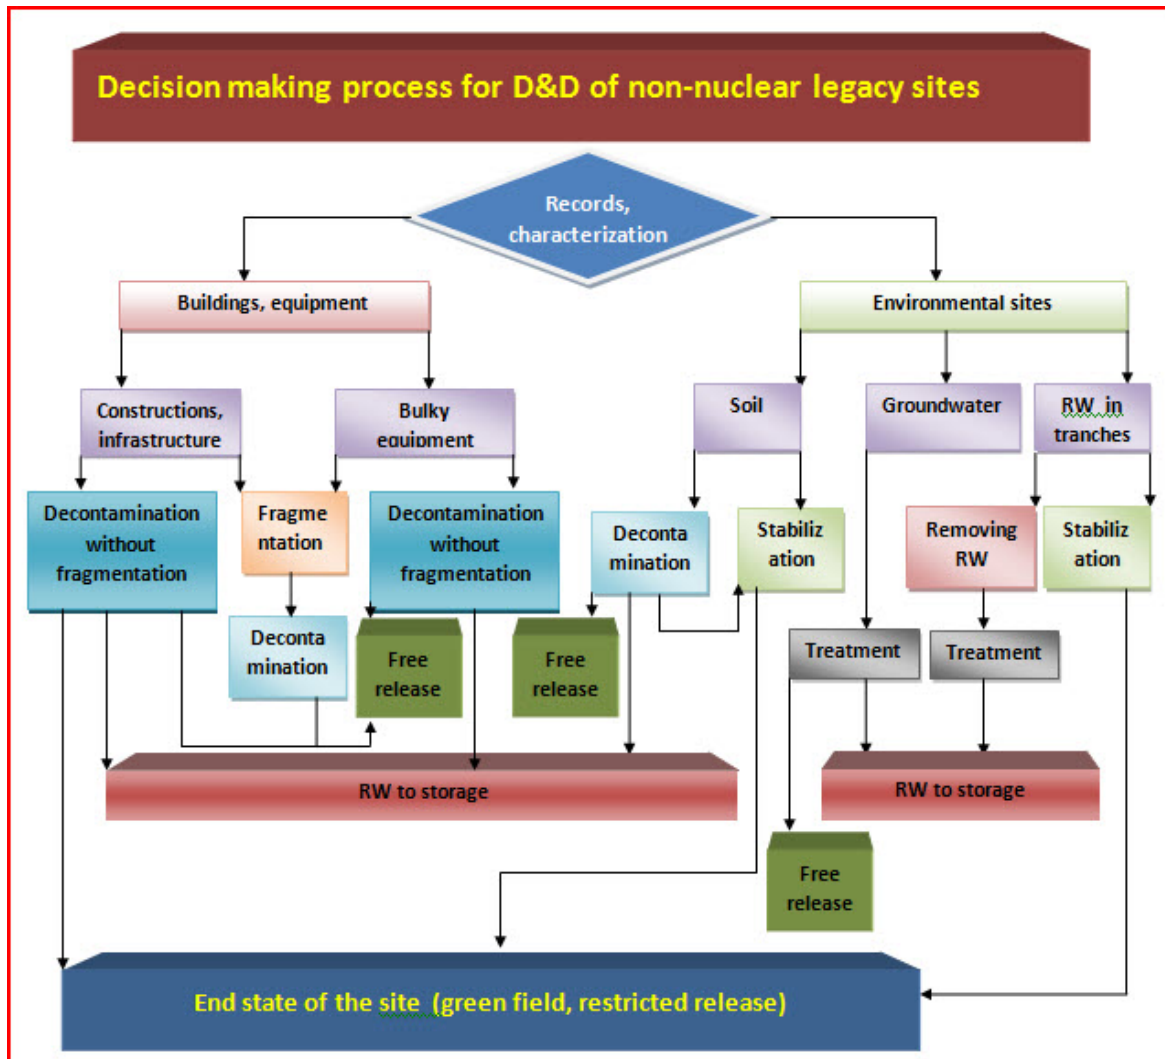 Decision making process for D&D of non-nuclear legacy sites
Records,
characterization
Buildings, equipment
Environmental sites
Constructions,
infrastructure
Bulky
equipment
Soil
Groundwater
RW in
tranches
Decontamination
without
fragmentation
Fragme
ntation
Decontamination
without
fragmentation
Deconta
mination
Stabiliz
ation
Removing
RW
Stabiliz
ation
Deconta
mination
Free
release
Free
release
Treatment
Treatment
RW to storage
RW to storage
Free
release
End state of the site (green field, restricted release)